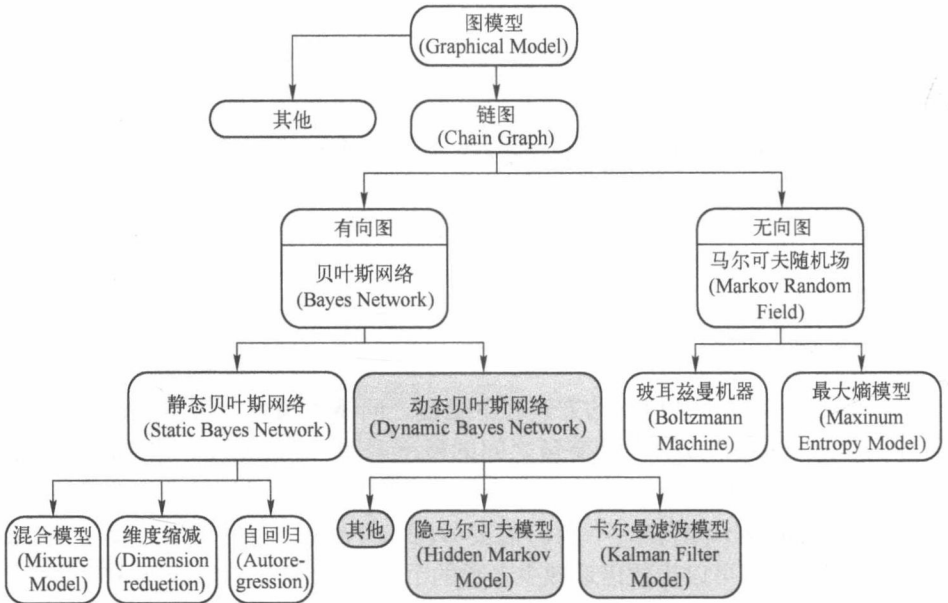 图模型
(Graphical Model)
其他
链图
(Chain Graph)
有向图
贝叶斯网络
(Bayes Network)
无向图
马尔可夫随机场
(Markov Random
Field)
静态贝叶斯网络
(Static Bayes Network)
动态贝叶斯网络
(Dynamic Bayes Network)
玻耳兹曼机器
(Boltzmann
Machine)
最大熵模型
(Maxinum
Entropy Model)
混合模型
(Mixture
Model)
维度缩减
(Dimension
reduetion)
自回归
(Autore-
gression)
其他
隐马尔可夫模型
(Hidden Markov
Model)
卡尔曼滤波模型
(Kalman Filter
Model)